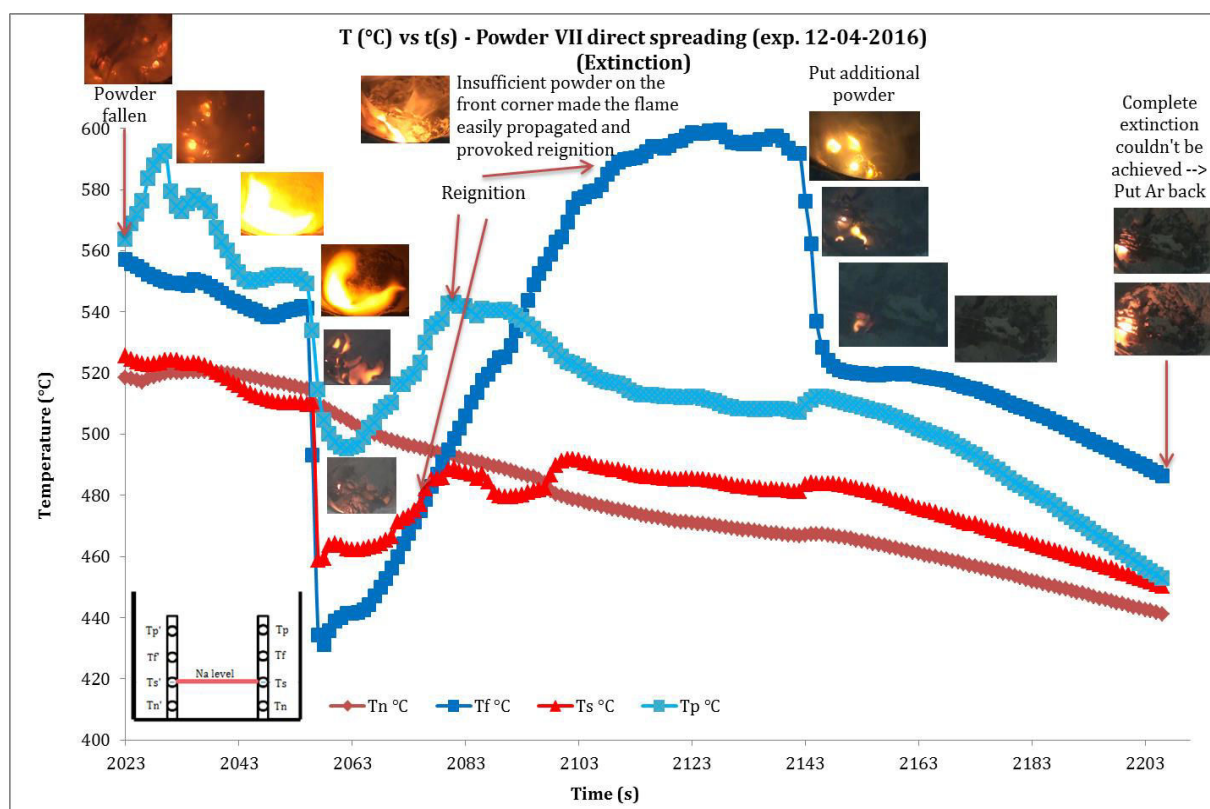 T (°C) vs t(s) - Powder VII direct spreading (exp. 12-04-2016)
(Extinction)
Powder
fallen
Insufficient powder on the
front corner made the flame
easily propagated and
provoked reignition
Reignition
Put additional
powder
Complete
extinction
couldn't be
achieved -->
Put Ar back
Temperature (°C)
600
580
560
540
520
500
480
460
440
420
400
Tp' Tp
Tf' Tf
Na level
Ts' Ts
Tn' Tn
Tn °C Tf °C Ts °C Tp °C
2023 2043 2063 2083 2103 2123 2143 2163 2183 2203
Time (s)